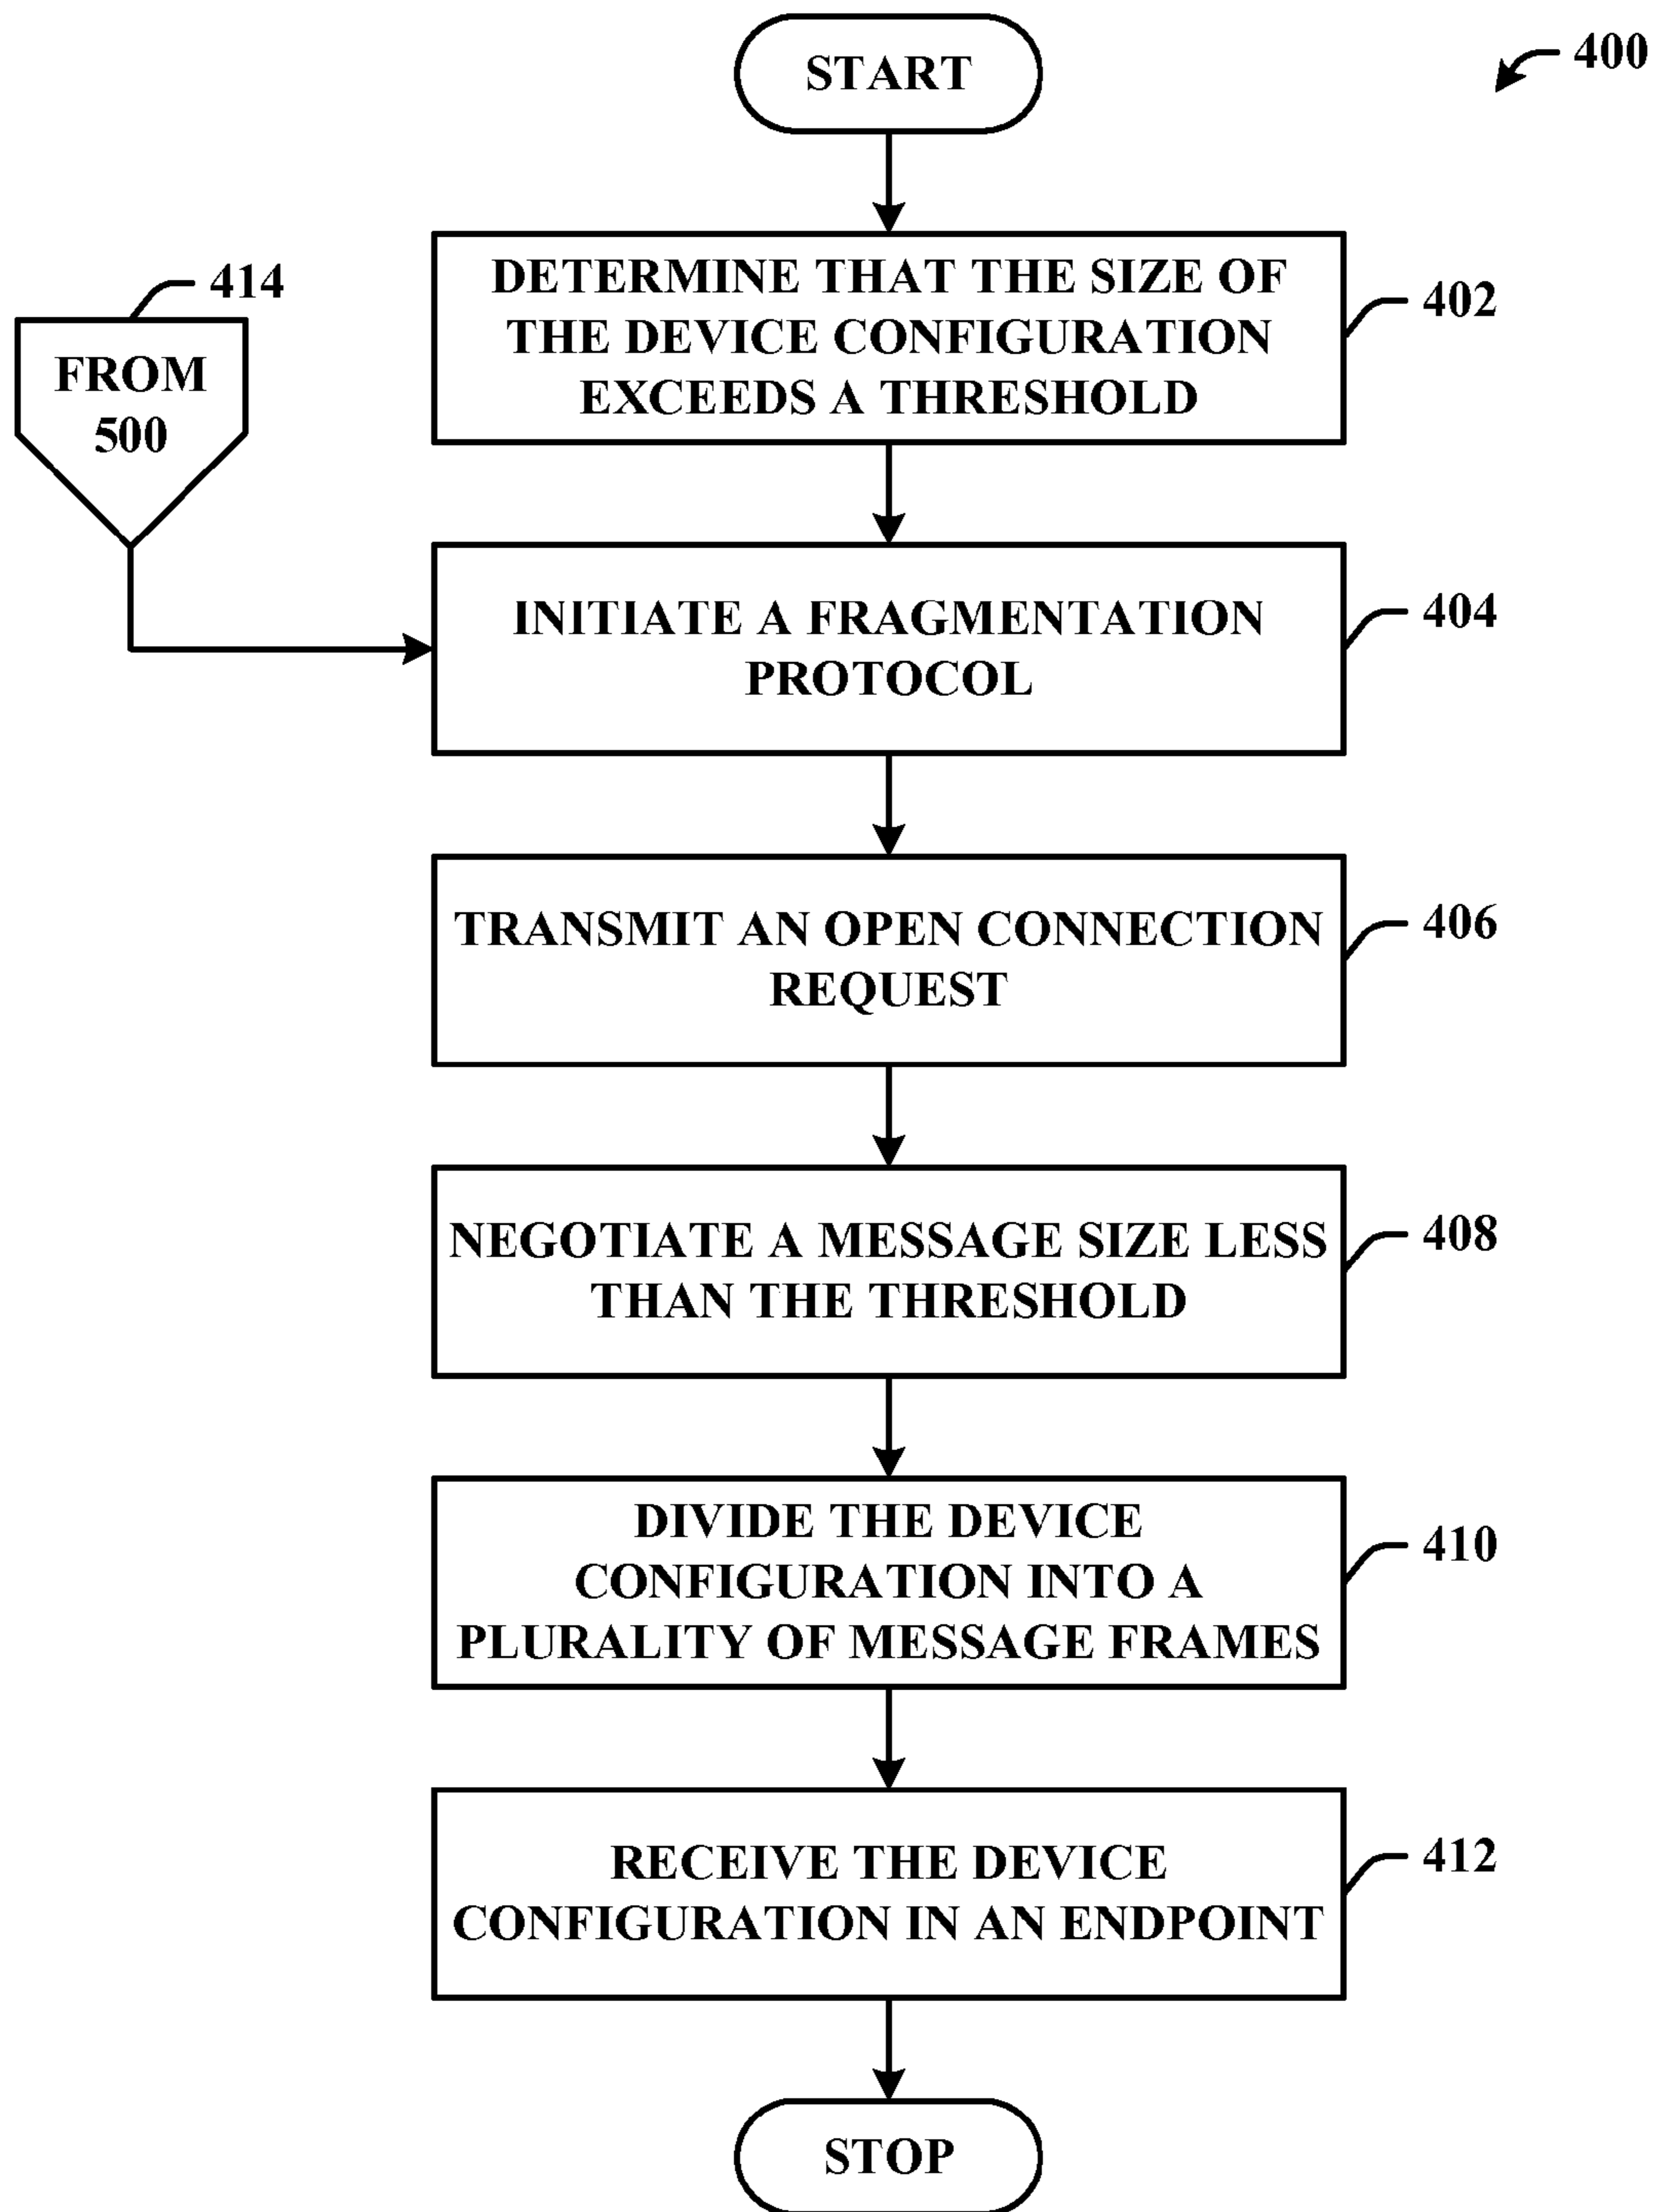 START
400
DETERMINE THAT THE SIZE OF
THE DEVICE CONFIGURATION
EXCEEDS A THRESHOLD
402
414
FROM
500
INITIATE A FRAGMENTATION
PROTOCOL
404
TRANSMIT AN OPEN CONNECTION
REQUEST
406
NEGOTIATE A MESSAGE SIZE LESS
THAN THE THRESHOLD
408
DIVIDE THE DEVICE
CONFIGURATION INTO A
PLURALITY OF MESSAGE FRAMES
410
RECEIVE THE DEVICE
CONFIGURATION IN AN ENDPOINT
412
STOP